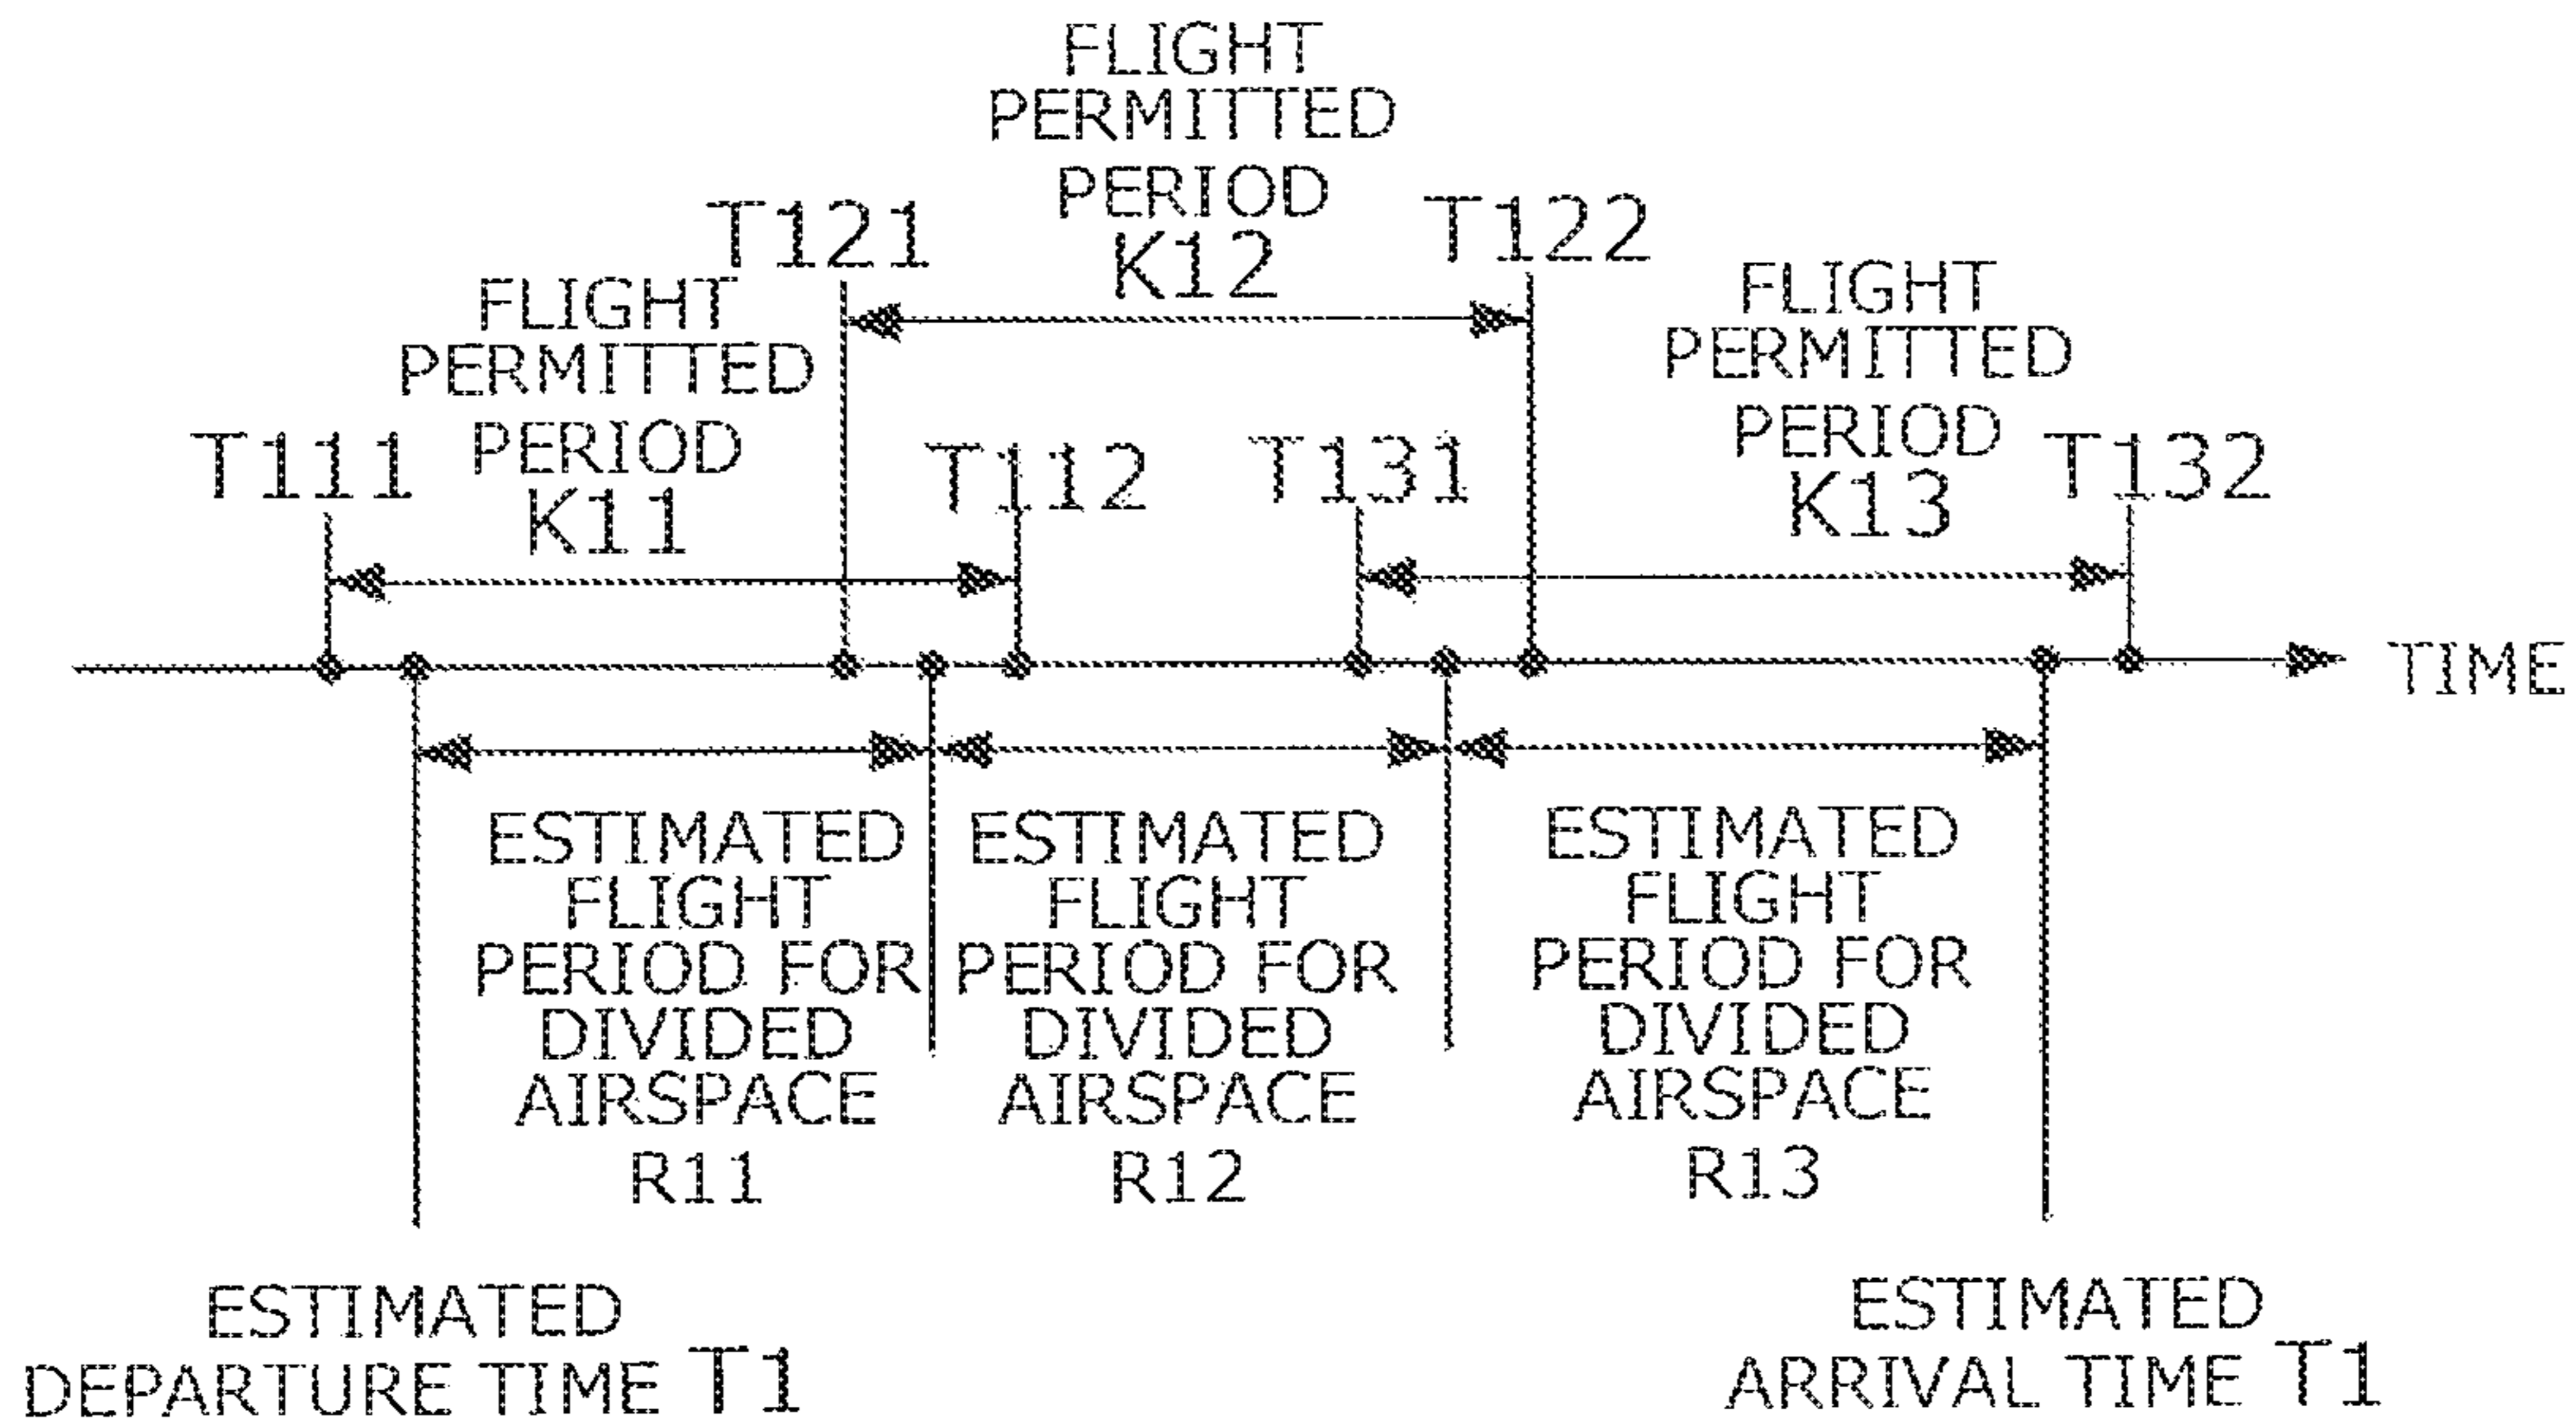 FLIGHT
PERMITTED
PERIOD
K12
T121
T122
FLIGHT
PERMITTED
PERIOD
K11
FLIGHT
PERMITTED
PERIOD
K13
T111
T112
T131
T132
TIME
ESTIMATED
FLIGHT
PERIOD FOR
DIVIDED
AIRSPACE
R11
ESTIMATED
FLIGHT
PERIOD FOR
DIVIDED
AIRSPACE
R12
ESTIMATED
FLIGHT
PERIOD FOR
DIVIDED
AIRSPACE
R13
ESTIMATED
DEPARTURE TIME T1
ESTIMATED
ARRIVAL TIME T1